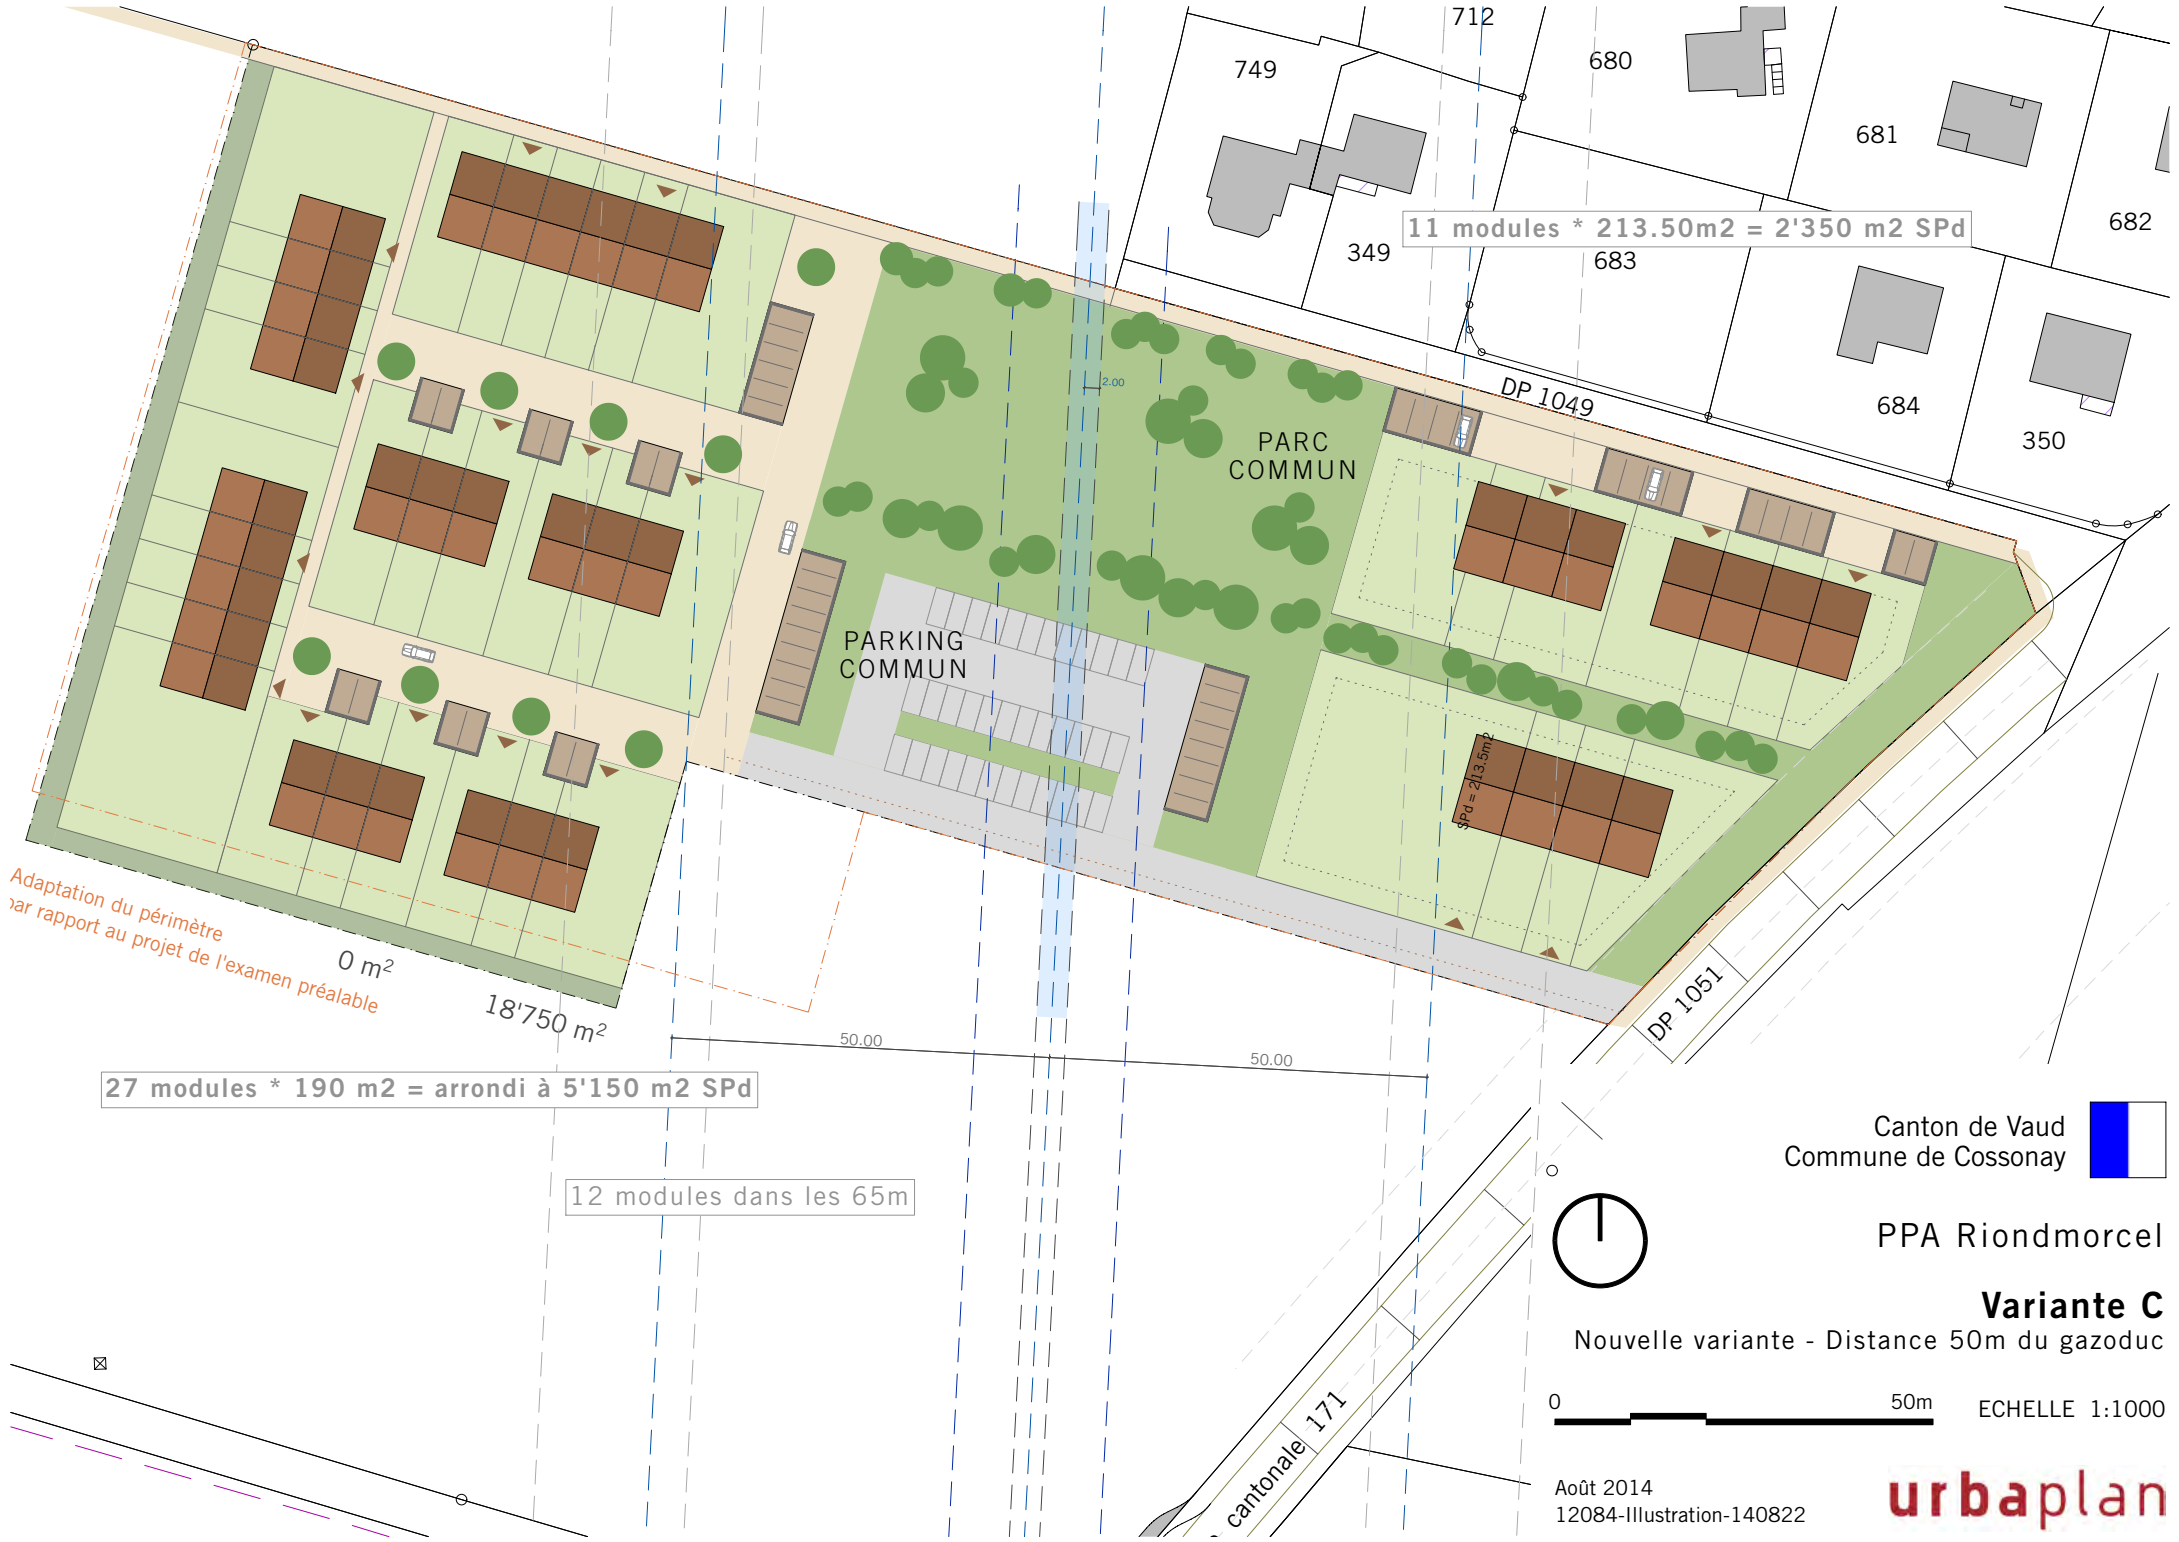 712
749
680
681
682
11 modules * 213.50m2 = 2'350 m2 SPd
349
683
2.00
DP 1049
684
350
PARC
COMMUN
PARKING
COMMUN
SPd = 213.5m2
Adaptation du périmètre
par rapport au projet de l'examen préalable
0 m²
18'750 m²
DP 1051
50.00
50.00
27 modules * 190 m2 = arrondi à 5'150 m2 SPd
12 modules dans les 65m
Canton de Vaud
Commune de Cossonay
PPA Riondmorcel
Variante C
Nouvelle variante - Distance 50m du gazoduc
0 50m
ECHELLE 1:1000
cantonale 171
Août 2014
12084-Illustration-140822
urbaplan